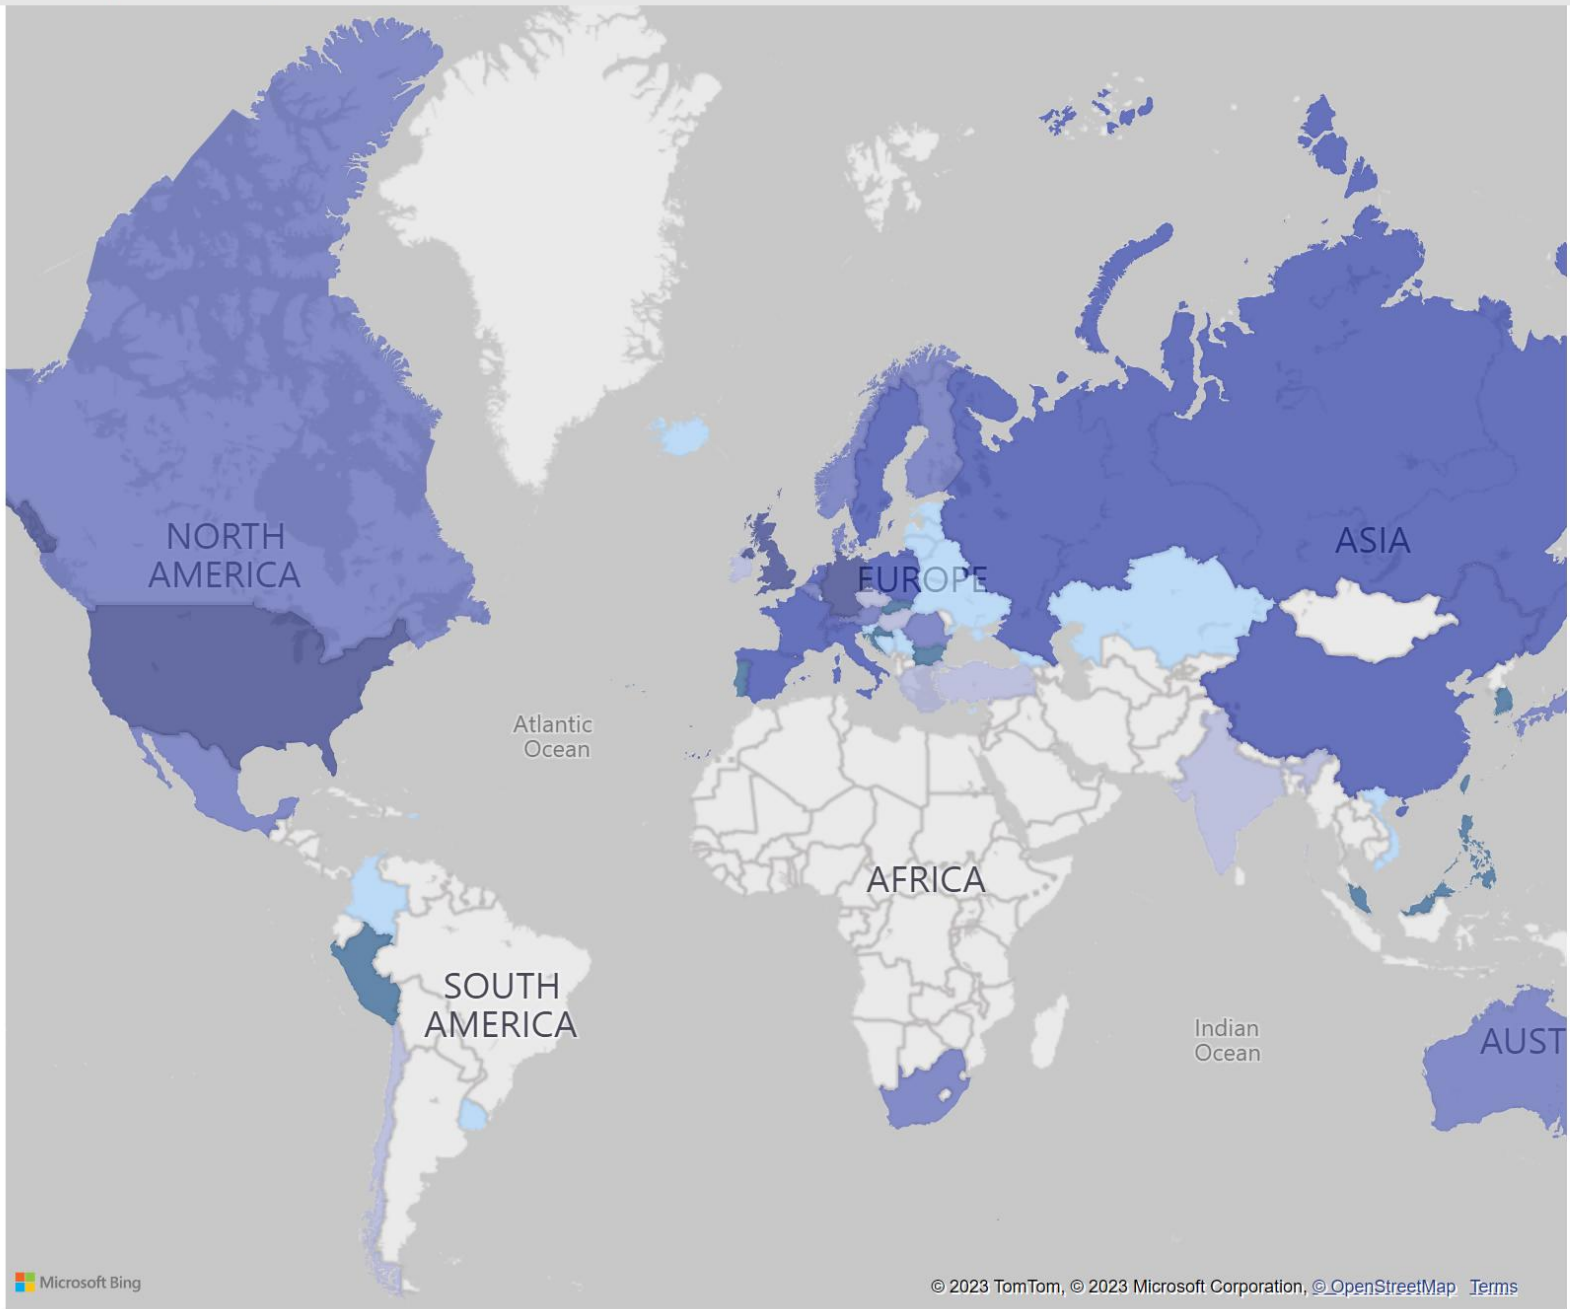 NORTH
AMERICA
ASIA
EUROPE
Atlantic
Ocean
AFRICA
SOUTH
AMERICA
Indian
Ocean
AUST
Microsoft Bing
© 2023 TomTom, © 2023 Microsoft Corporation, © OpenStreetMap Terms